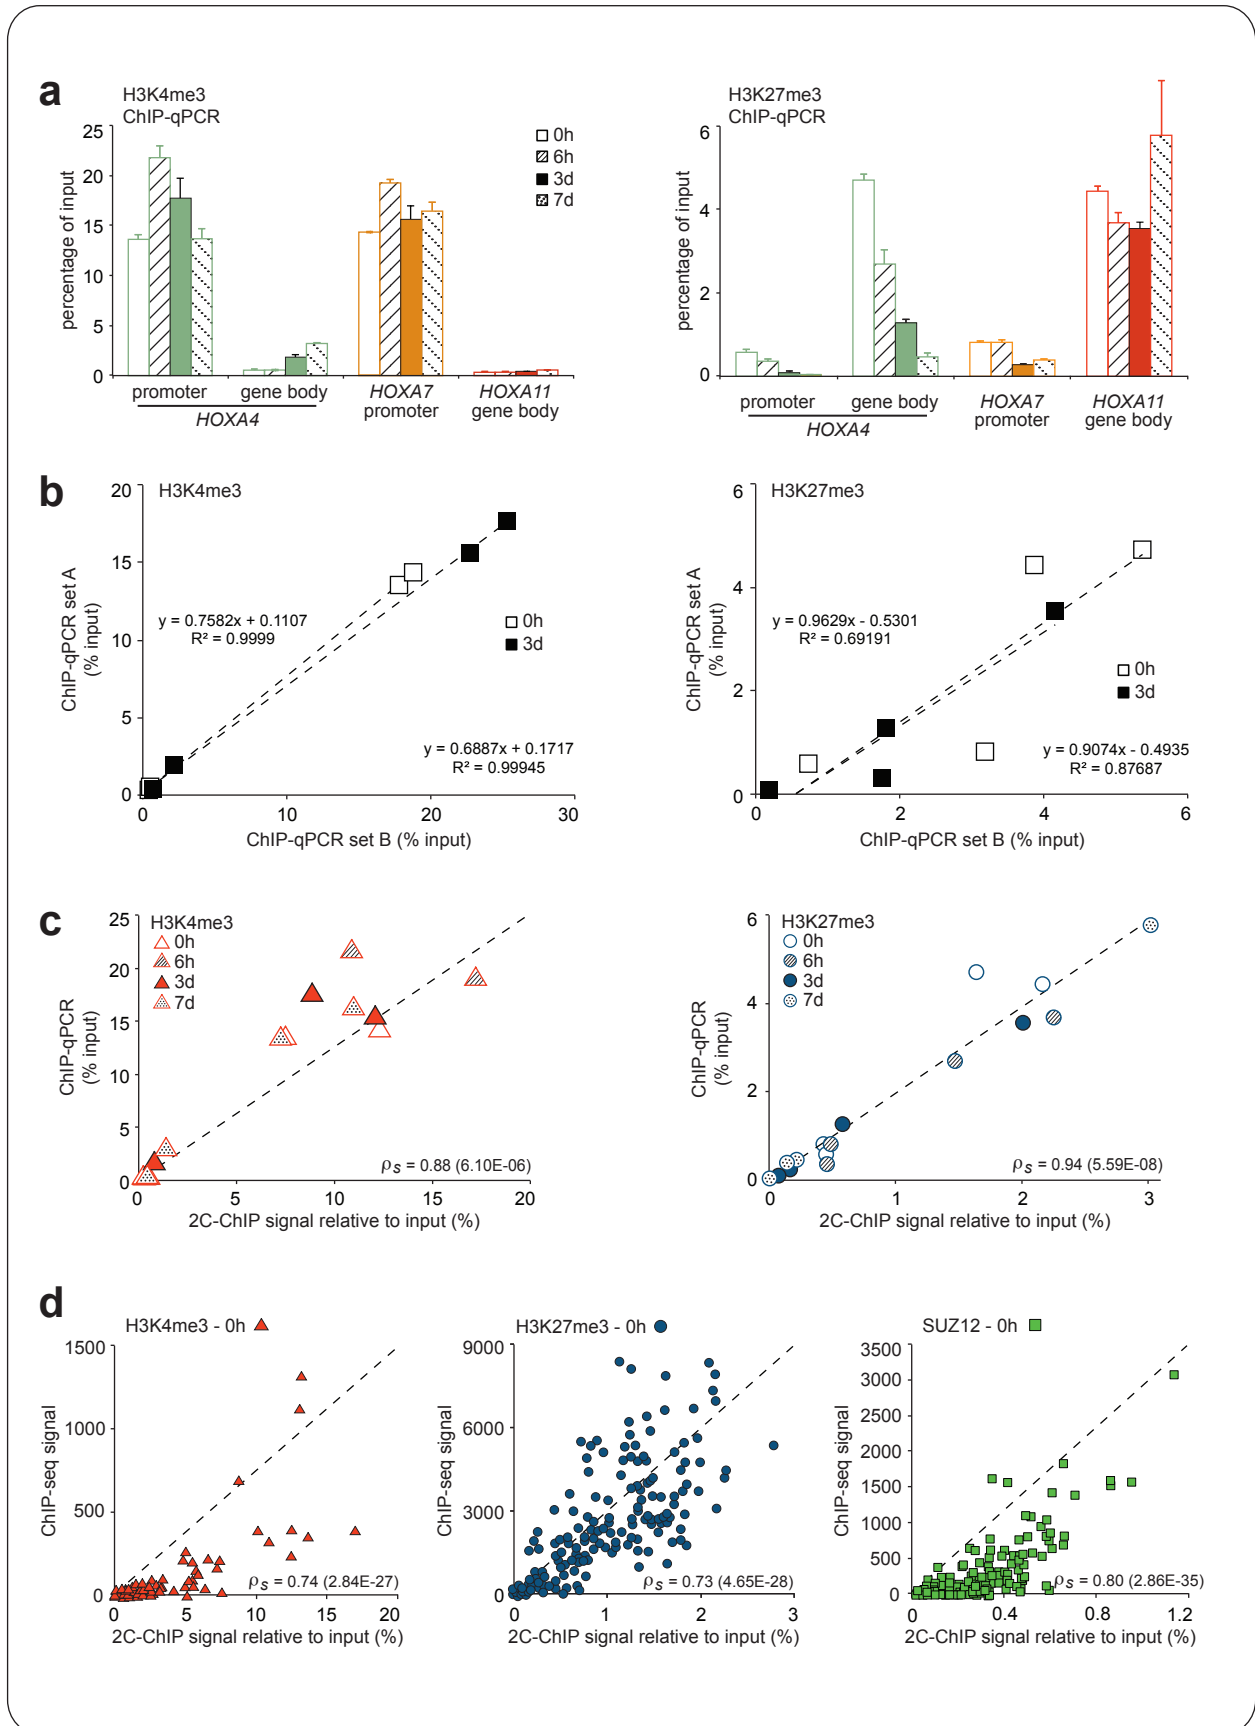 a
H3K4me3
ChIP-qPCR
percentage of input
25
20
15
10
5
0
0h
6h
3d
7d
promoter
gene body
HOXA4
HOXA7
promoter
HOXA11
gene body
H3K27me3
ChIP-qPCR
percentage of input
6
4
2
0
promoter
gene body
HOXA4
HOXA7
promoter
HOXA11
gene body
b
H3K4me3
ChIP-qPCR set A
(% input)
20
15
10
5
0
y = 0.7582x + 0.1107
R² = 0.9999
0h
3d
y = 0.6887x + 0.1717
R² = 0.99945
0 10 20 30
ChIP-qPCR set B (% input)
H3K27me3
ChIP-qPCR set A
(% input)
6
4
2
0
y = 0.9629x - 0.5301
R² = 0.69191
0h
3d
y = 0.9074x - 0.4935
R² = 0.87687
0 2 4 6
ChIP-qPCR set B (% input)
c
H3K4me3
0h
6h
3d
7d
ChIP-qPCR
(% input)
25
20
15
10
5
0
ρs = 0.88 (6.10E-06)
0 5 10 15 20
2C-ChIP signal relative to input (%)
H3K27me3
0h
6h
3d
7d
ChIP-qPCR
(% input)
6
4
2
0
ρs = 0.94 (5.59E-08)
0 1 2 3
2C-ChIP signal relative to input (%)
d
H3K4me3 - 0h
ChIP-seq signal
1500
1000
500
0
ρs = 0.74 (2.84E-27)
0 5 10 15 20
2C-ChIP signal relative to input (%)
H3K27me3 - 0h
ChIP-seq signal
9000
6000
3000
0
ρs = 0.73 (4.65E-28)
0 1 2 3
2C-ChIP signal relative to input (%)
SUZ12 - 0h
ChIP-seq signal
3500
3000
2500
2000
1500
1000
500
0
ρs = 0.80 (2.86E-35)
0 0.4 0.8 1.2
2C-ChIP signal relative to input (%)